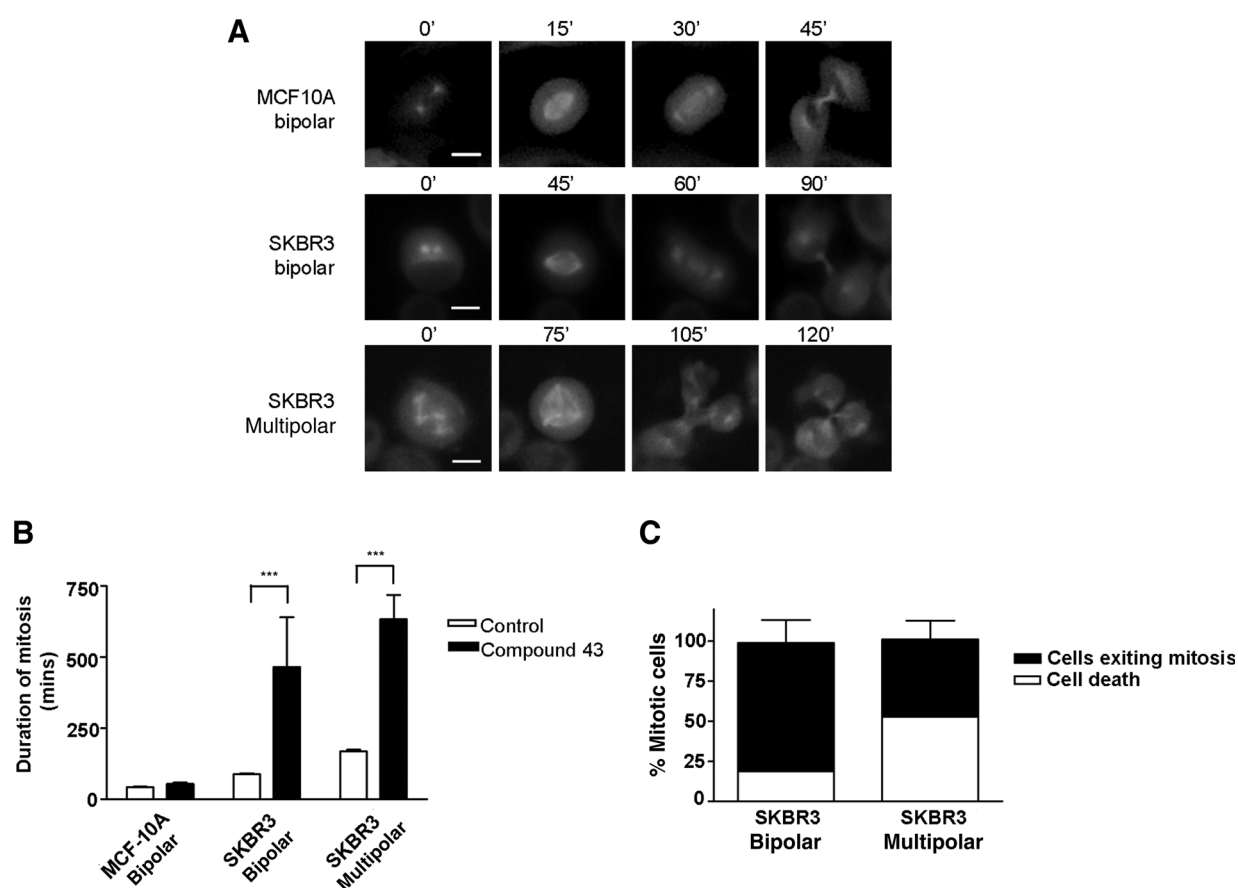 A
0’ 15’ 30’ 45’
MCF10A
bipolar
0’ 45’ 60’ 90’
SKBR3
bipolar
0’ 75’ 105’ 120’
SKBR3
Multipolar
B
Duration of mitosis
(mins)
750
500
250
0
***
***
Control
Compound 43
MCF-10A
Bipolar
SKBR3
Bipolar
SKBR3
Multipolar
C
% Mitotic cells
100
75
50
25
0
Cells exiting mitosis
Cell death
SKBR3
Bipolar
SKBR3
Multipolar